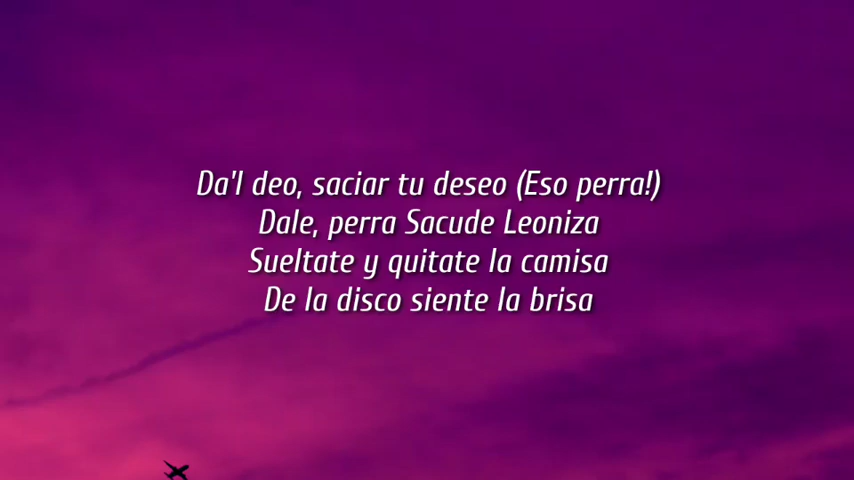 Da'l deo, saciar tu deseo (Eso perra!)
Dale, perra Sacude Leoniza
Sueltate y quitate la camisa
De la disco siente la brisa